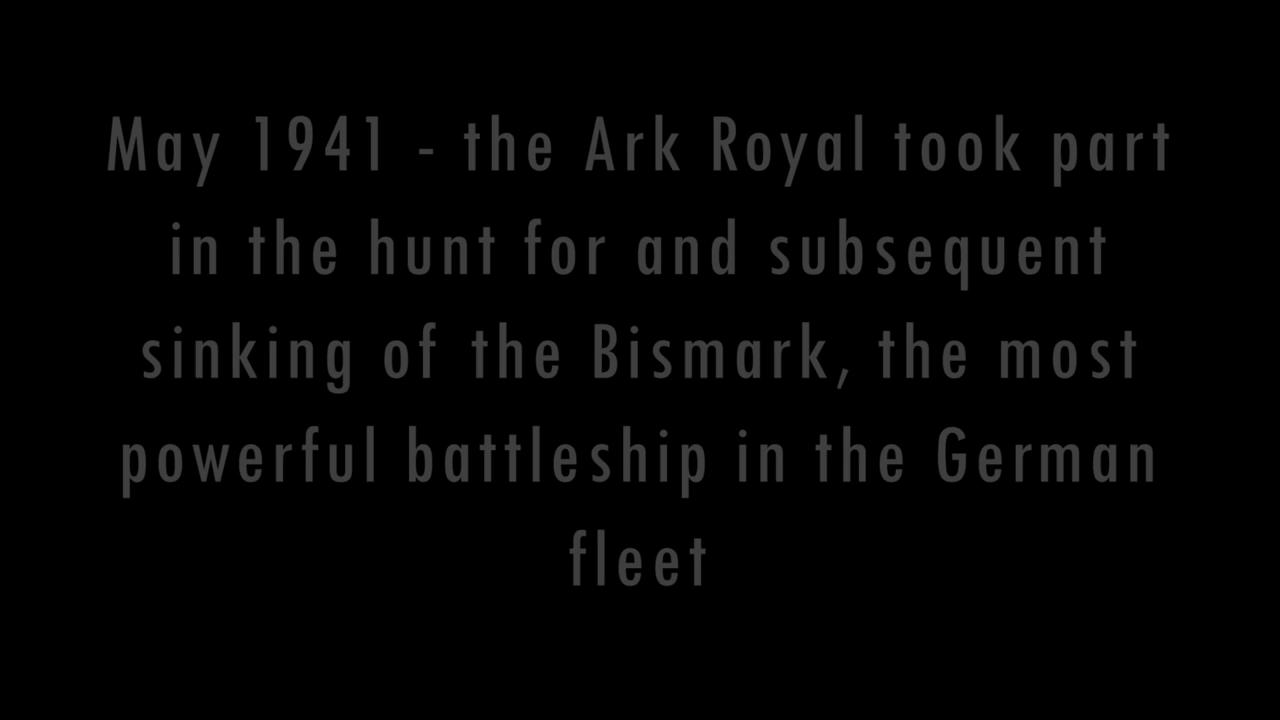 May 1941 - the Ark Royal took part
in the hunt for and subsequent
sinking of the Bismark, the most
powerful battleship in the German
fleet